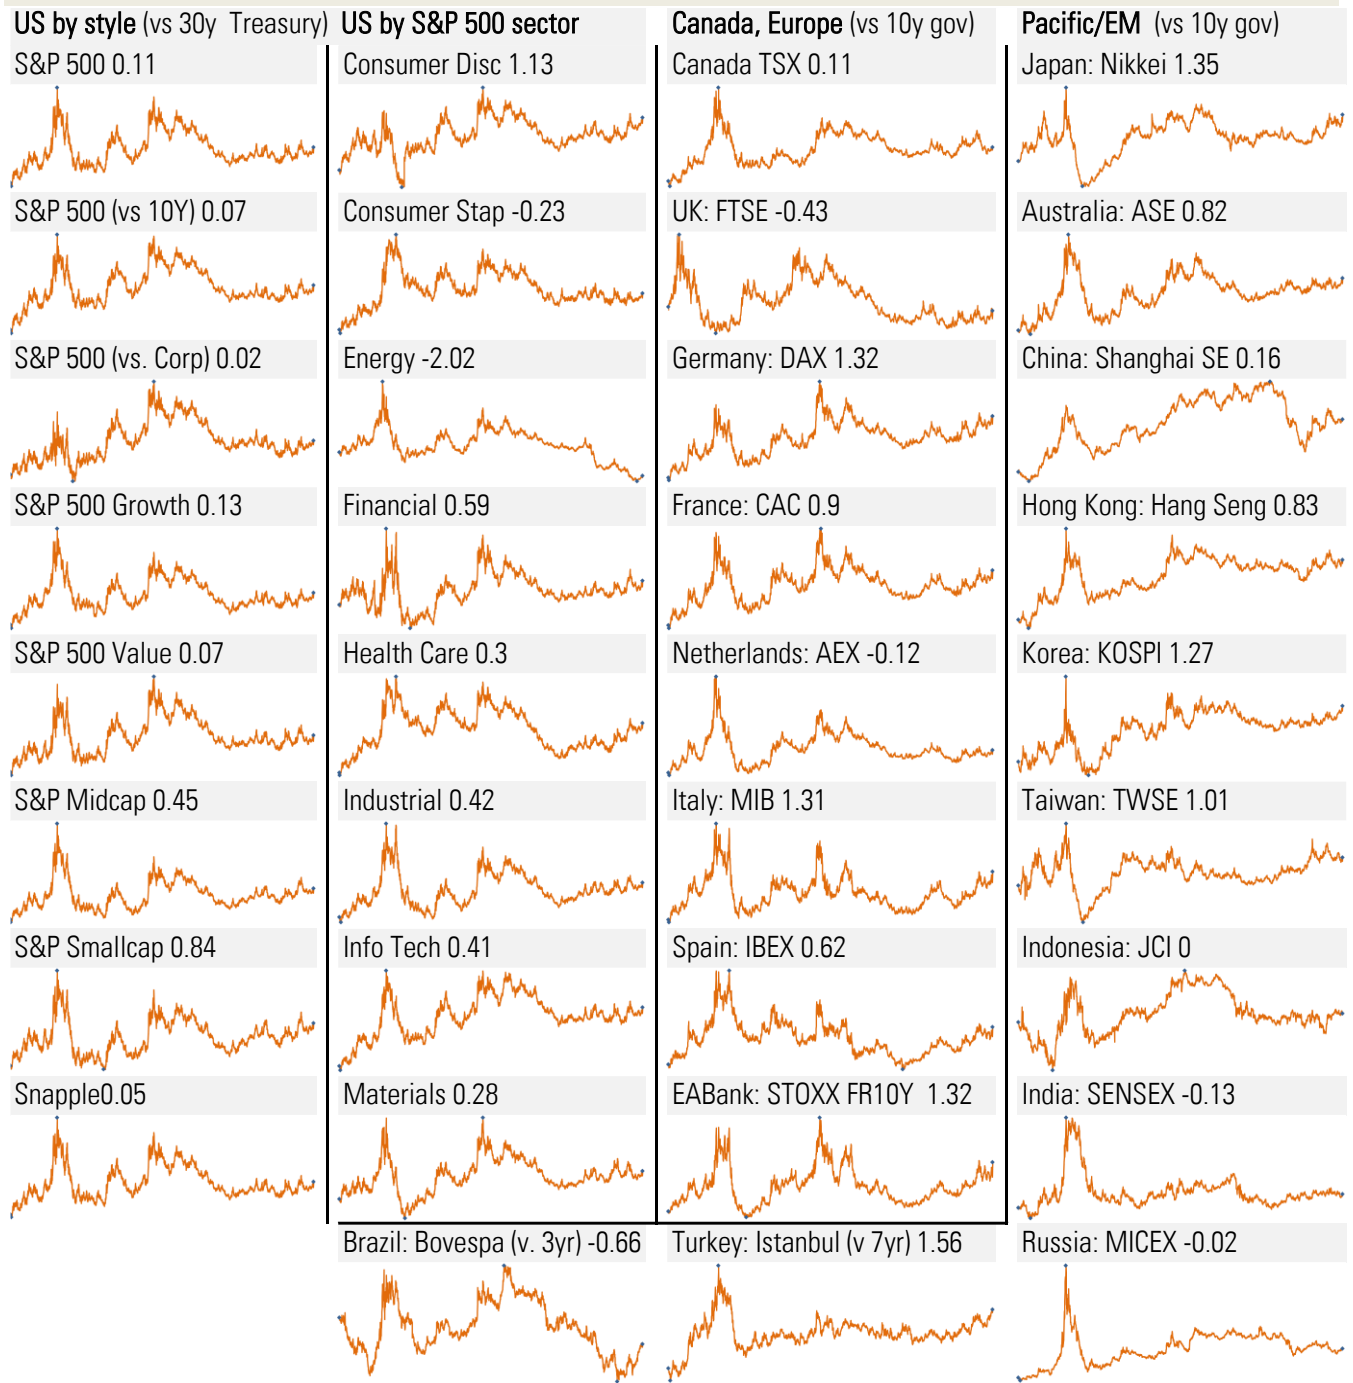 US by style (vs 30y Treasury) US by S&P 500 sector Canada, Europe (vs 10y gov) Pacific/EM (vs 10y gov)
S&P 500 0.11 Consumer Disc 1.13 Canada TSX 0.11 Japan: Nikkei 1.35
S&P 500 (vs 10Y) 0.07 Consumer Stap -0.23 UK: FTSE -0.43 Australia: ASE 0.82
S&P 500 (vs. Corp) 0.02 Energy -2.02 Germany: DAX 1.32 China: Shanghai SE 0.16
S&P 500 Growth 0.13 Financial 0.59 France: CAC 0.9 Hong Kong: Hang Seng 0.83
S&P 500 Value 0.07 Health Care 0.3 Netherlands: AEX -0.12 Korea: KOSPI 1.27
S&P Midcap 0.45 Industrial 0.42 Italy: MIB 1.31 Taiwan: TWSE 1.01
S&P Smallcap 0.84 Info Tech 0.41 Spain: IBEX 0.62 Indonesia: JCI 0
Snapple0.05 Materials 0.28 EABank: STOXX FR10Y 1.32 India: SENSEX -0.13
Brazil: Bovespa (v. 3yr) -0.66 Turkey: Istanbul (v 7yr) 1.56 Russia: MICEX -0.02